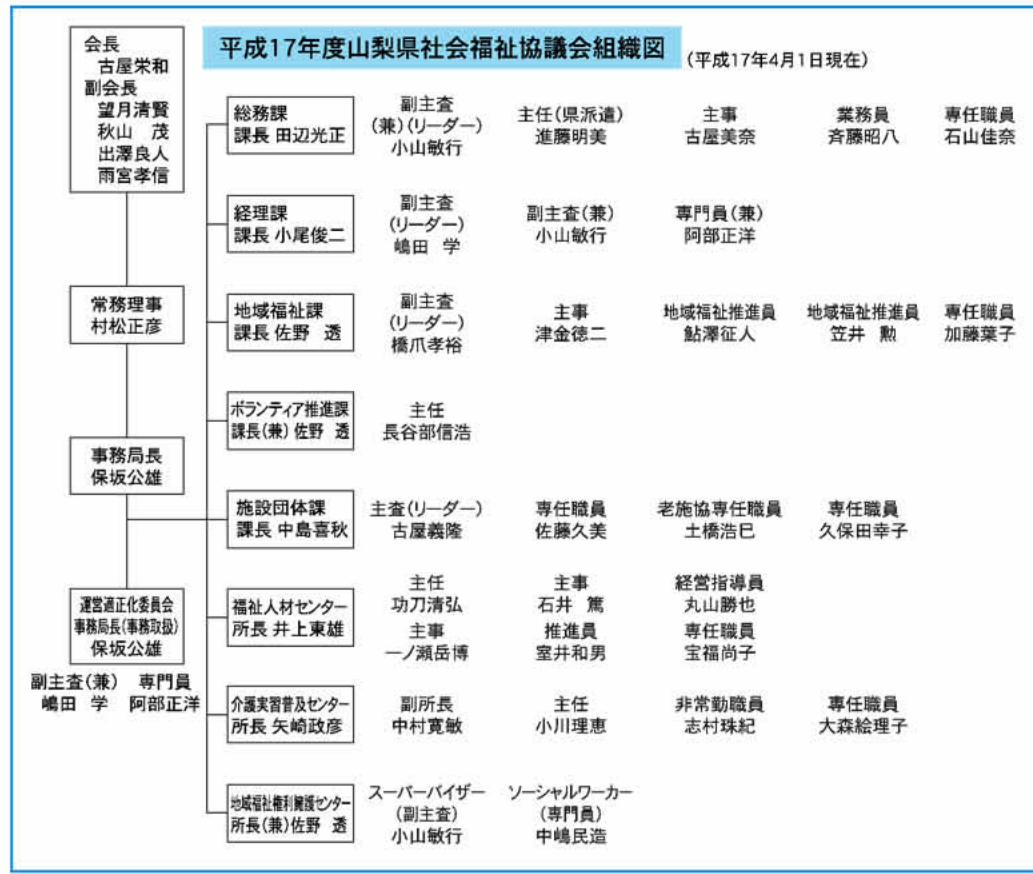 平成17年度山梨県社会福祉協議会組織図
(平成17年4月1日現在)
会長
古屋栄和
副会長
望月清賢
秋山 茂
出澤良人
雨宮孝信
常務理事
村松正彦
事務局長
保坂公雄
運営適正化委員会
事務局長(事務取扱)
保坂公雄
副主査(兼) 専門員
嶋田 学 阿部正洋
総務課
課長 田辺光正
副主査
(兼)(リーダー)
小山敏行
主任(県派遣)
進藤明美
主事
古屋美奈
業務員
斉藤昭八
専任職員
石山佳奈
経理課
課長 小尾俊二
副主査
(リーダー)
嶋田 学
副主査(兼)
小山敏行
専門員(兼)
阿部正洋
地域福祉課
課長 佐野 透
副主査
(リーダー)
橋爪孝裕
主事
津金徳二
地域福祉推進員
鮎澤征人
地域福祉推進員
笠井 勲
専任職員
加藤葉子
ボランティア推進課
課長(兼) 佐野 透
主任
長谷部信浩
施設団体課
課長 中島喜秋
主査(リーダー)
古屋義隆
専任職員
佐藤久美
老施協専任職員
土橋浩巳
専任職員
久保田幸子
福祉人材センター
所長 井上東雄
主任
功刀清弘
主事
石井 篤
経営指導員
丸山勝也
主事
一ノ瀬岳博
推進員
室井和男
専任職員
宝福尚子
介護実習普及センター
所長 矢崎政彦
副所長
中村寛敏
主任
小川理恵
非常勤職員
志村珠紀
専任職員
大森絵理子
地域福祉権利擁護センター
所長(兼)佐野 透
スーパーバイザー
(副主査)
小山敏行
ソーシャルワーカー
(専門員)
中嶋民造